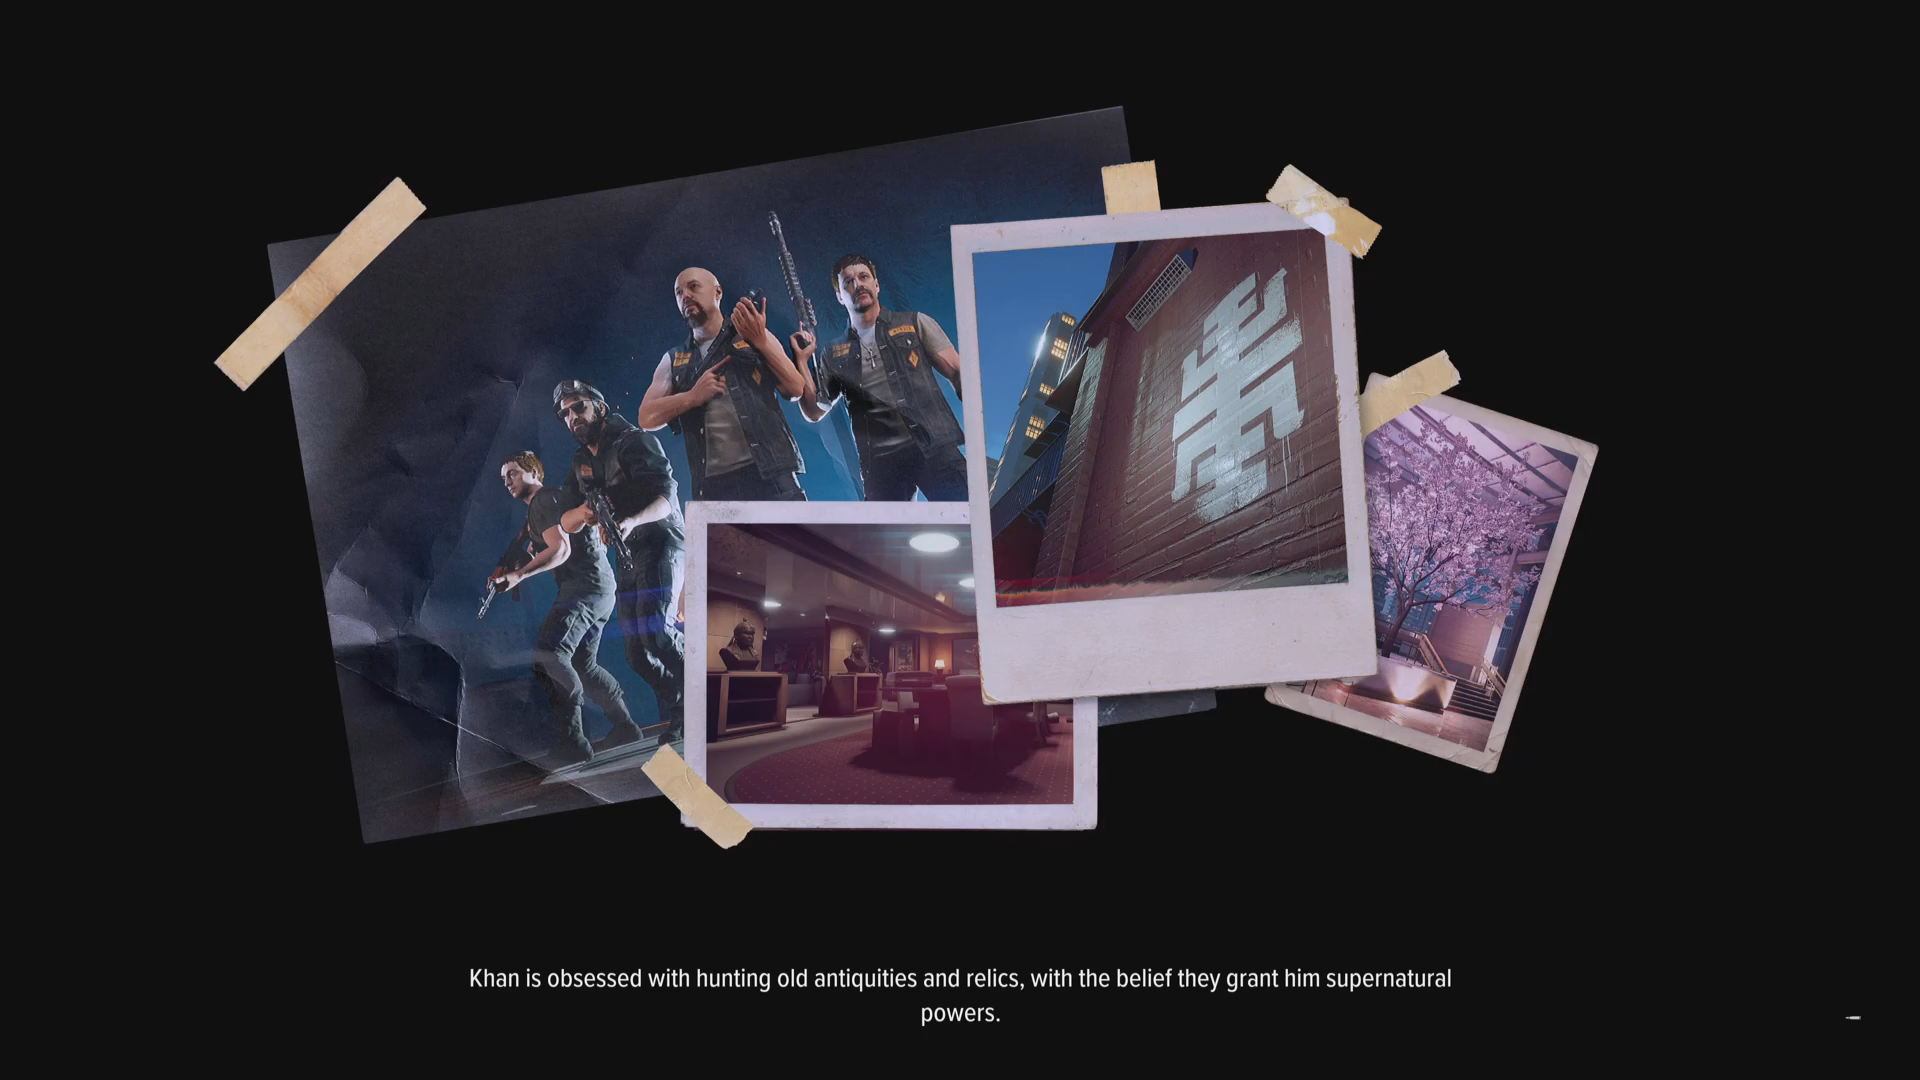 Khan is obsessed with hunting old antiquities and relics, with the belief they grant him supernatural
powers.